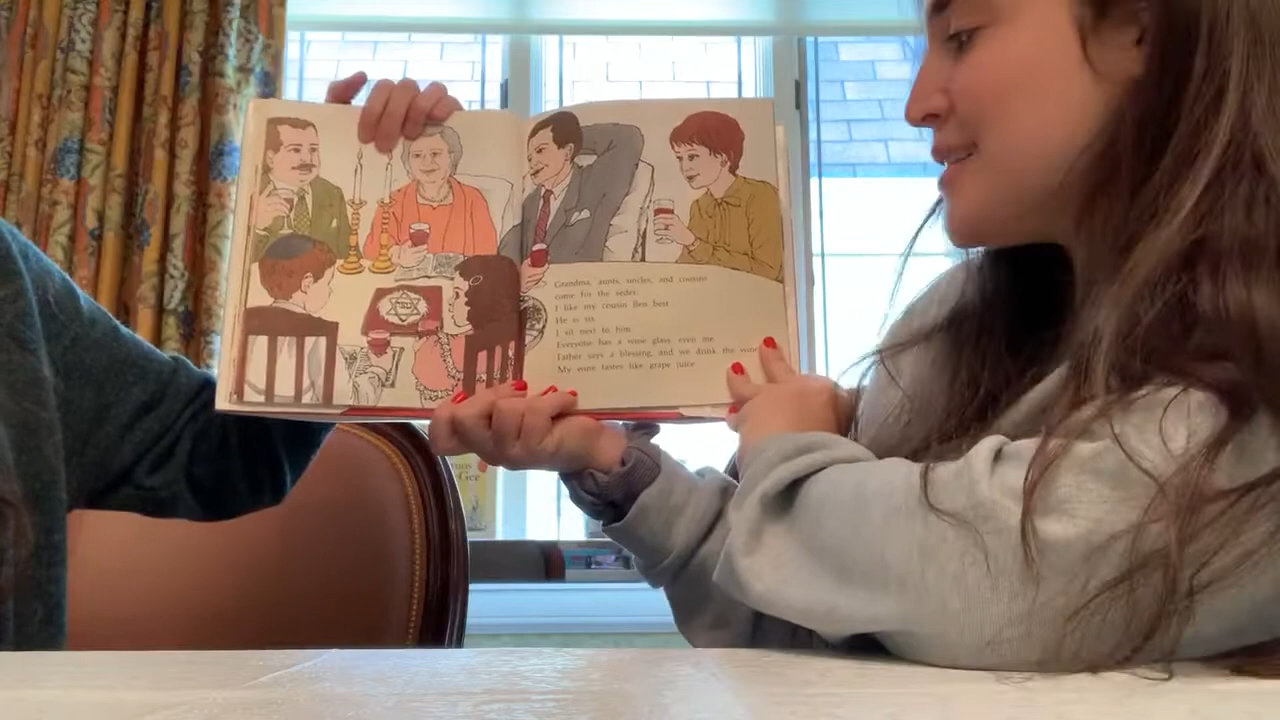 Grandma, aunts, uncles, and cousins
come for the seder.
I like my cousin Ben best.
He is six.
I sit next to him.
Everyone has a wine glass, even me.
Father says a blessing, and we drink the wine.
My wine tastes like grape juice.
Gee